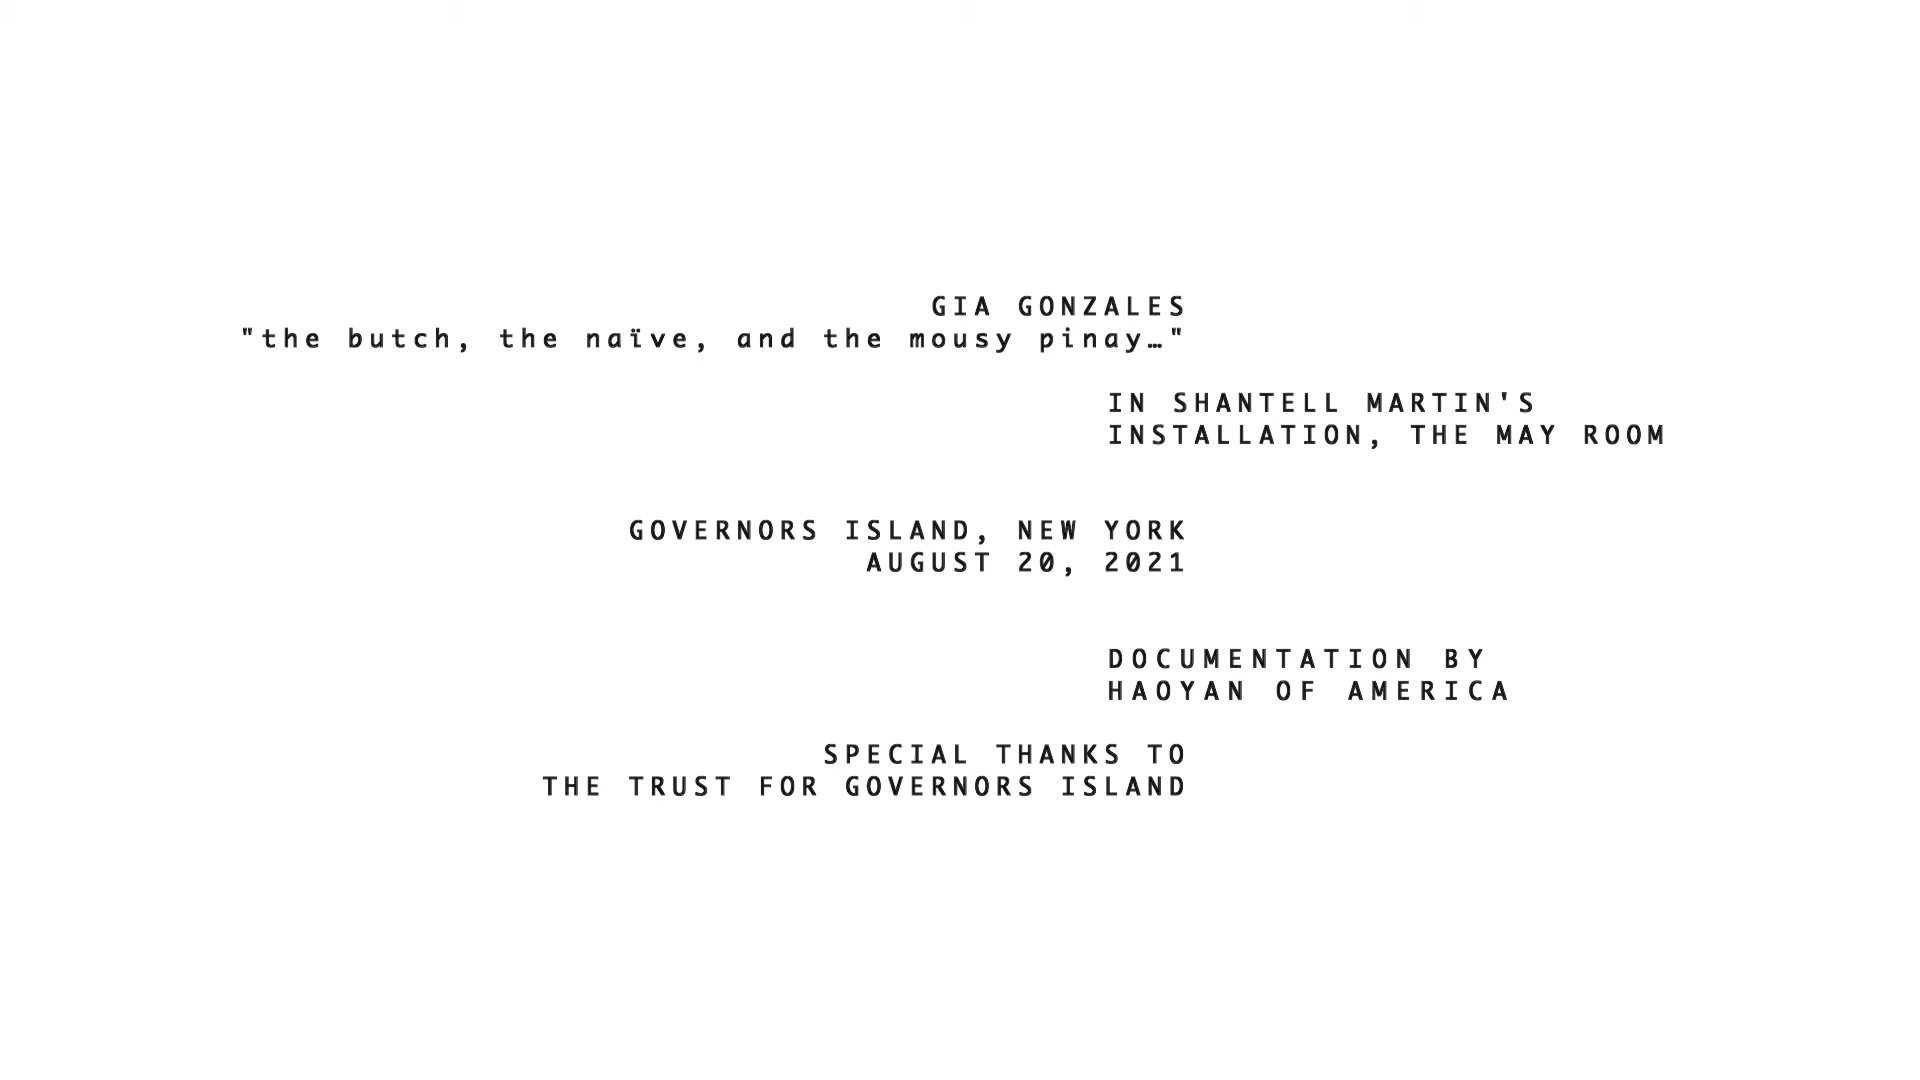 GIA GONZALES
"the butch, the naïve, and the mousy pinay…"
IN SHANTELL MARTIN'S
INSTALLATION, THE MAY ROOM
GOVERNORS ISLAND, NEW YORK
AUGUST 20, 2021
DOCUMENTATION BY
HAOYAN OF AMERICA
SPECIAL THANKS TO
THE TRUST FOR GOVERNORS ISLAND